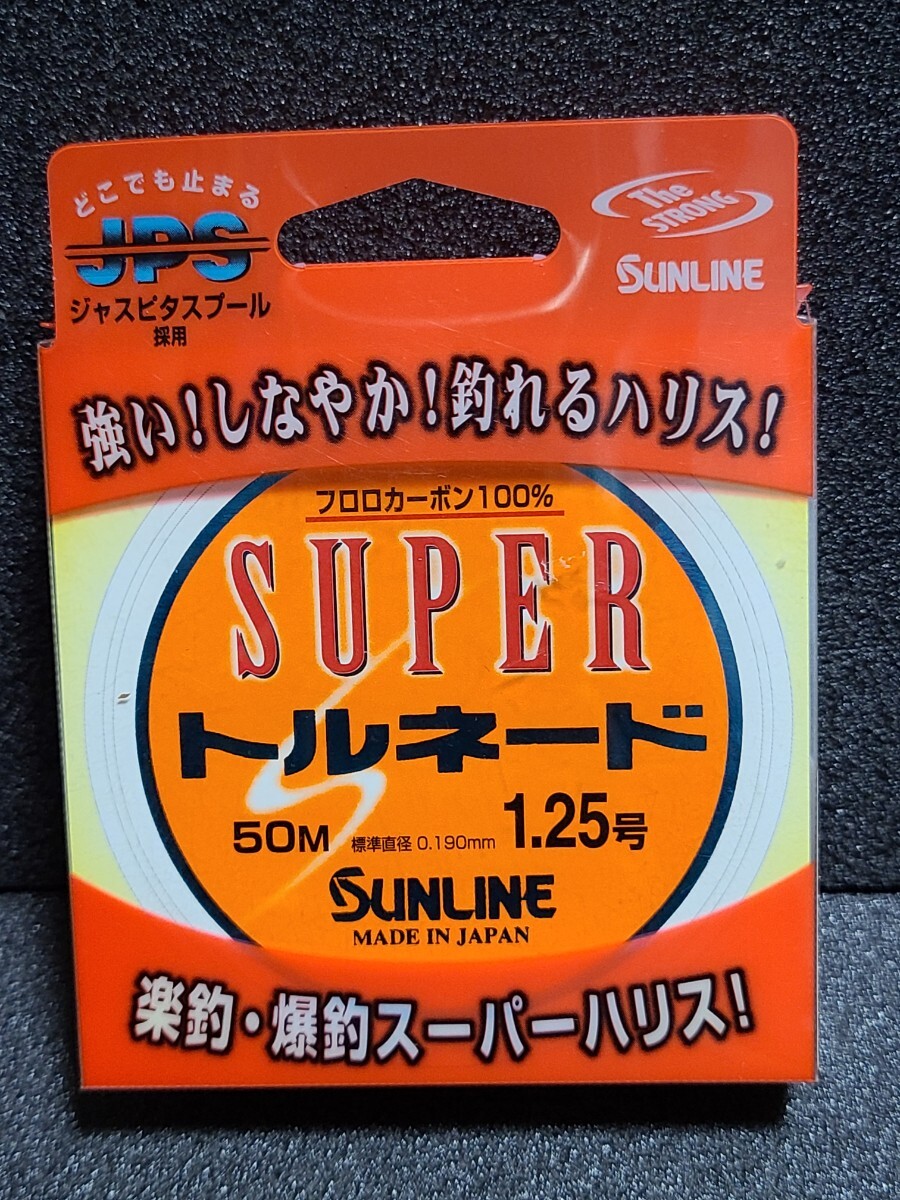 どこでも止まる
JPS
ジャスピタスプール
採用
The
STRONG
SUNLINE
強い！しなやか！釣れるハリス！
フロロカーボン100%
SUPER
トルネード
50M 標準直径 0.190mm 1.25号
SUNLINE
MADE IN JAPAN
楽釣・爆釣スーパーハリス！